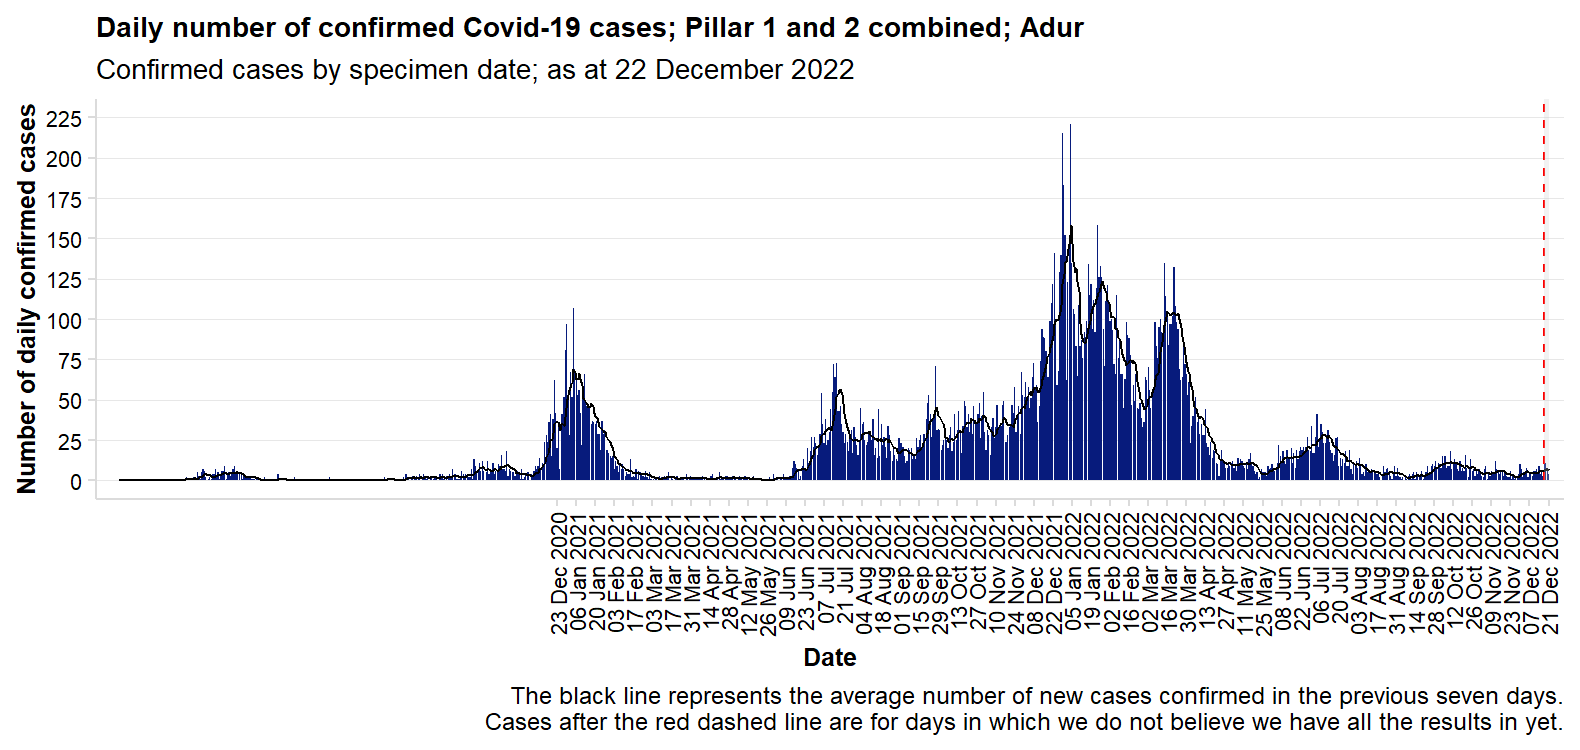 Daily number of confirmed Covid-19 cases; Pillar 1 and 2 combined; Adur
Confirmed cases by specimen date; as at 22 December 2022
Number of daily confirmed cases
225
200
175
150
125
100
75
50
25
0
23 Dec 2020
06 Jan 2021
20 Jan 2021
03 Feb 2021
17 Feb 2021
03 Mar 2021
17 Mar 2021
31 Mar 2021
14 Apr 2021
28 Apr 2021
12 May 2021
26 May 2021
09 Jun 2021
23 Jun 2021
07 Jul 2021
21 Jul 2021
04 Aug 2021
18 Aug 2021
01 Sep 2021
15 Sep 2021
29 Sep 2021
13 Oct 2021
27 Oct 2021
10 Nov 2021
24 Nov 2021
08 Dec 2021
22 Dec 2021
05 Jan 2022
19 Jan 2022
02 Feb 2022
16 Feb 2022
02 Mar 2022
16 Mar 2022
30 Mar 2022
13 Apr 2022
27 Apr 2022
11 May 2022
25 May 2022
08 Jun 2022
22 Jun 2022
06 Jul 2022
20 Jul 2022
03 Aug 2022
17 Aug 2022
31 Aug 2022
14 Sep 2022
28 Sep 2022
12 Oct 2022
26 Oct 2022
09 Nov 2022
23 Nov 2022
07 Dec 2022
21 Dec 2022
Date
The black line represents the average number of new cases confirmed in the previous seven days.
Cases after the red dashed line are for days in which we do not believe we have all the results in yet.